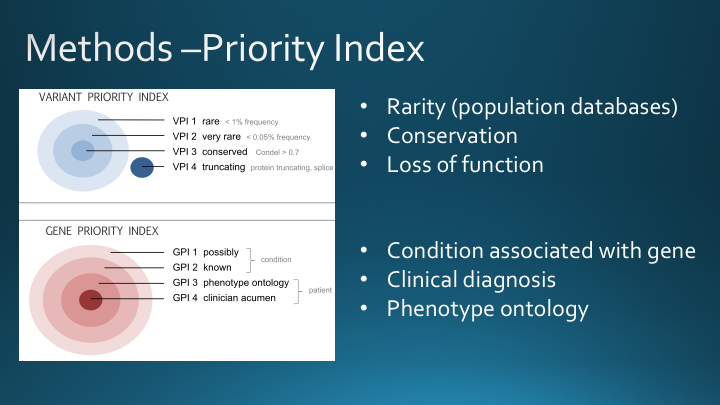 Methods –Priority Index
VARIANT PRIORITY INDEX
VPI 1 rare < 1% frequency
VPI 2 very rare < 0.05% frequency
VPI 3 conserved Condel > 0.7
VPI 4 truncating protein truncating, splice
GENE PRIORITY INDEX
GPI 1 possibly
condition
GPI 2 known
GPI 3 phenotype ontology
patient
GPI 4 clinician acumen
• Rarity (population databases)
• Conservation
• Loss of function
• Condition associated with gene
• Clinical diagnosis
• Phenotype ontology